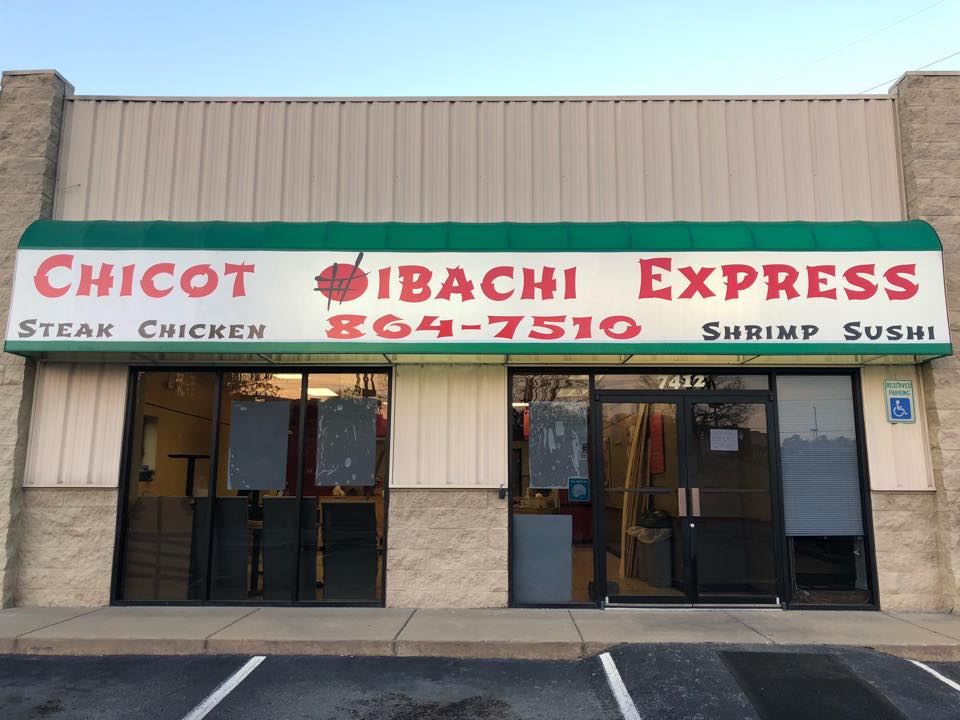 CHICOT HIBACHI EXPRESS
STEAK CHICKEN 864-7510 SHRIMP SUSHI
7412
RESERVED
PARKING